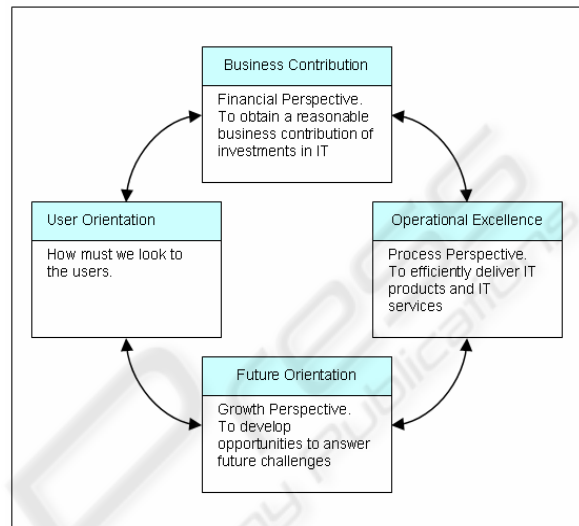 Business Contribution
Financial Perspective.
To obtain a reasonable
business contribution of
investments in IT
User Orientation
How must we look to
the users.
Operational Excellence
Process Perspective.
To efficiently deliver IT
products and IT
services
Future Orientation
Growth Perspective.
To develop
opportunities to answer
future challenges